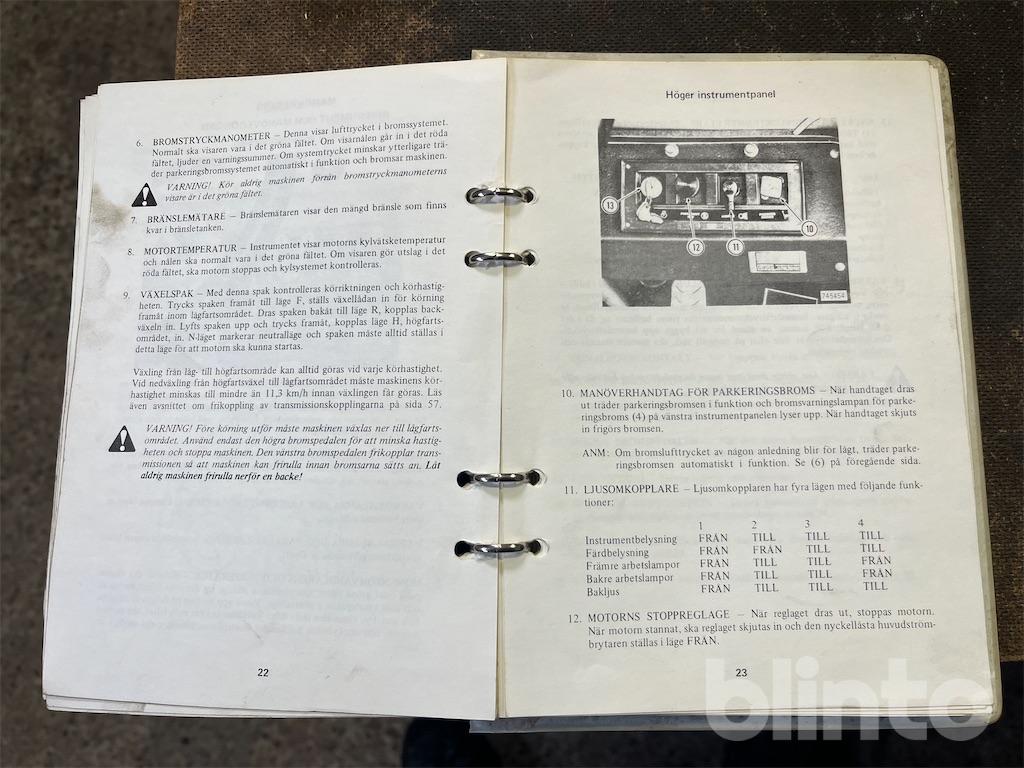 6. BROMSTRYCKMANOMETER – Denna visar lufttrycket i bromssystemet.
Normalt ska visaren vara i det gröna fältet. Om visarnålen går in i det röda
fältet, ljuder en varningssummer. Om systemtrycket minskar ytterligare trä-
der parkeringsbromssystemet automatiskt i funktion och bromsar maskinen.
VARNING! Kör aldrig maskinen förrän bromstryckmanometerns
visare är i det gröna fältet.
7. BRÄNSLEMÄTARE – Bränslemätaren visar den mängd bränsle som finns
kvar i bränsletanken.
8. MOTORTEMPERATUR – Instrumentet visar motorns kylvätsketemperatur
och nålen ska normalt vara i det gröna fältet. Om visaren gör utslag i det
röda fältet, ska motorn stoppas och kylsystemet kontrolleras.
9. VÄXELSPAK – Med denna spak kontrolleras körriktningen och körhastig-
heten. Trycks spaken framåt till läge F, ställs växellådan in för körning
framåt inom lågfartsområdet. Dras spaken bakåt till läge R, kopplas back-
växeln in. Lyfts spaken upp och trycks framåt, kopplas läge H, högfarts-
området, in. N-läget markerar neutralläge och spaken måste alltid ställas i
detta läge för att motorn ska kunna startas.
Växling från låg- till högfartsområde kan alltid göras vid varje körhastighet.
Vid nedväxling från högfartsväxel till lågfartsområdet måste maskinens kör-
hastighet minskas till mindre än 11,3 km/h innan växlingen får göras. Läs
även avsnittet om frikoppling av transmissionskopplingarna på sida 57.
VARNING! Före körning utför måste maskinen växlas ner till lågfarts-
området. Använd endast den högra bromspedalen för att minska hastig-
heten och stoppa maskinen. Den vänstra bromspedalen frikopplar trans-
missionen så att maskinen kan frirulla innan bromsarna sätts an. Låt
aldrig maskinen frirulla nerför en backe!
22
Höger instrumentpanel
13
12
11
10
745454
10. MANÖVERHANDTAG FÖR PARKERINGSBROMS – När handtaget dras
ut träder parkeringsbromsen i funktion och bromsvarningslampan för parke-
ringsbroms (4) på vänstra instrumentpanelen lyser upp. När handtaget skjuts
in frigörs bromsen.
ANM: Om bromslufttrycket av någon anledning blir för lågt, träder parke-
ringsbromsen automatiskt i funktion. Se (6) på föregående sida.
11. LJUSOMKOPPLARE – Ljusomkopplaren har fyra lägen med följande funk-
tioner:
1 2 3 4
Instrumentbelysning FRÅN TILL TILL TILL
Färdbelysning FRÅN FRÅN TILL TILL
Främre arbetslampor FRÅN TILL TILL FRÅN
Bakre arbetslampor FRÅN TILL TILL FRÅN
Bakljus FRÅN TILL TILL TILL
12. MOTORNS STOPPREGLAGE – När reglaget dras ut, stoppas motorn.
När motorn stannat, ska reglaget skjutas in och den nyckellåsta huvudström-
brytaren ställas i läge FRÅN.
23
blinto